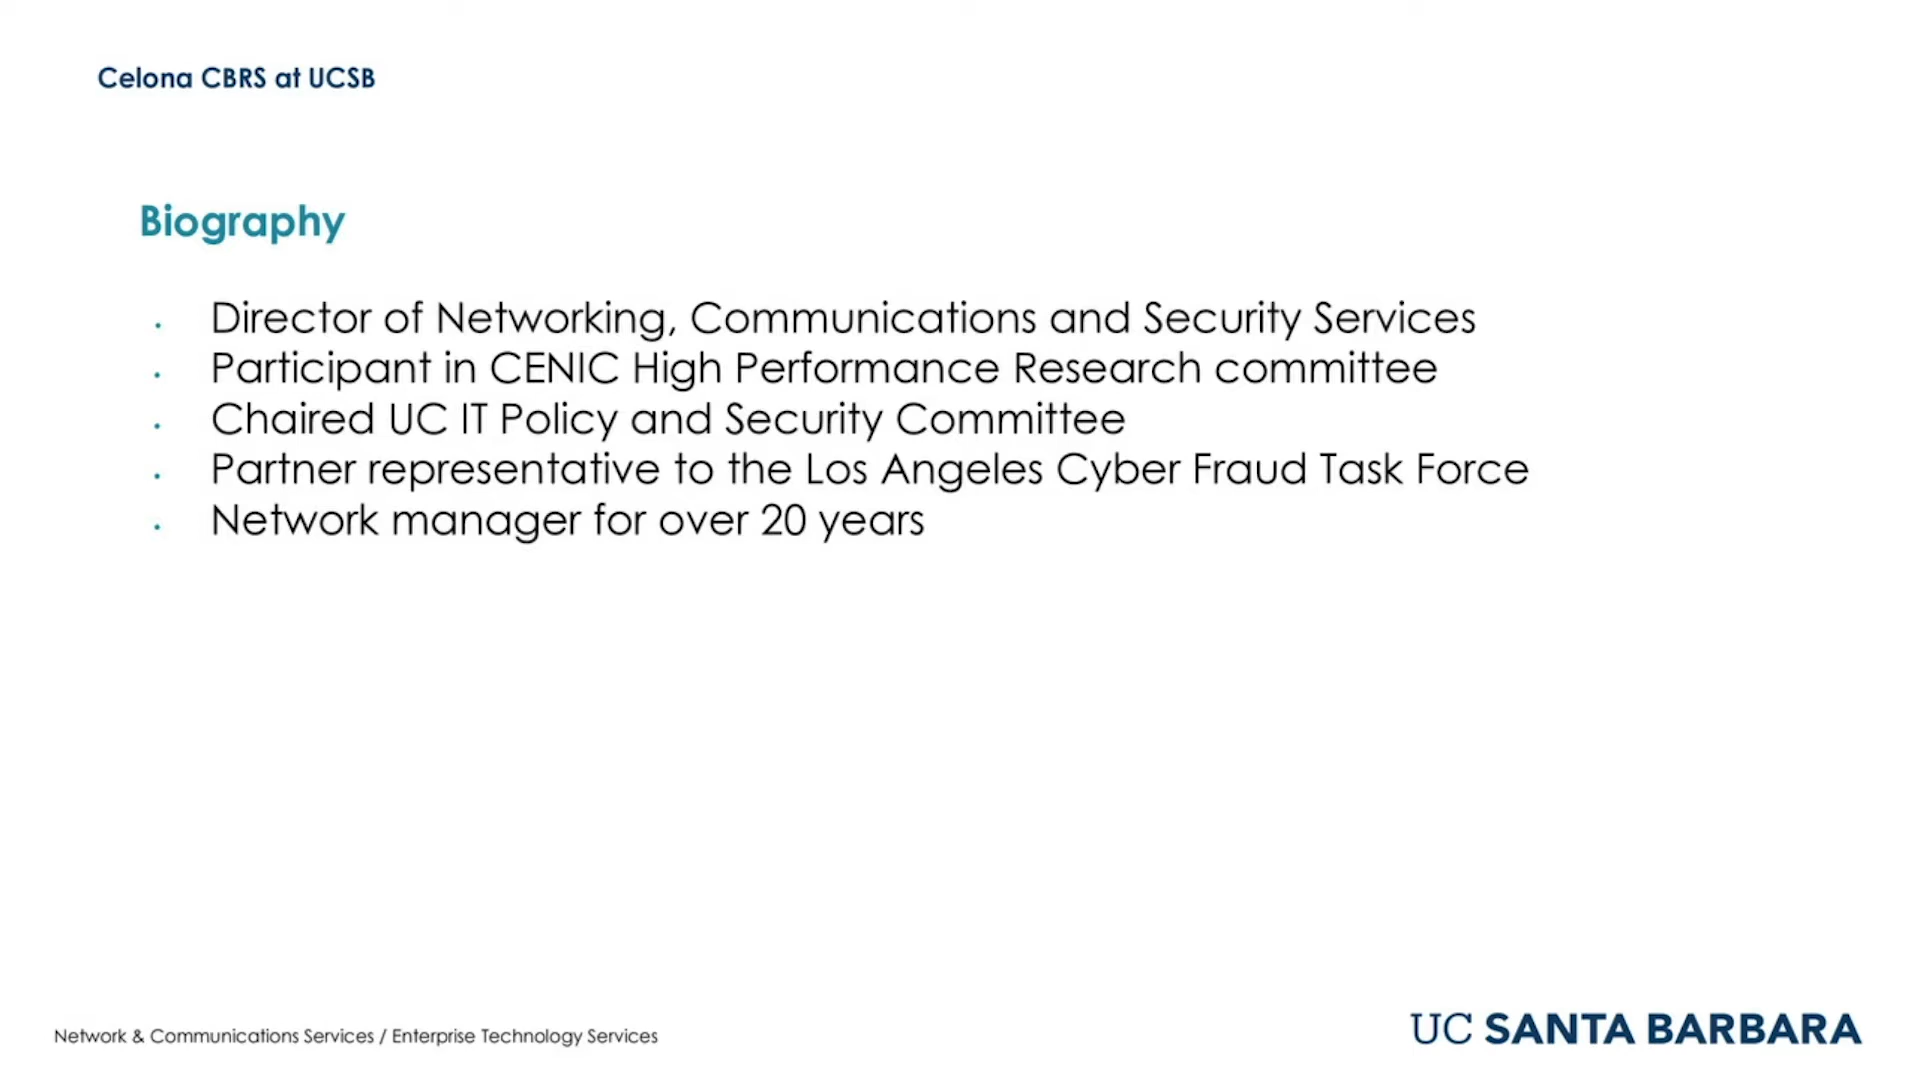 Celona CBRS at UCSB
Biography
Director of Networking, Communications and Security Services
Participant in CENIC High Performance Research committee
Chaired UC IT Policy and Security Committee
Partner representative to the Los Angeles Cyber Fraud Task Force
Network manager for over 20 years
Network & Communications Services / Enterprise Technology Services
UC SANTA BARBARA